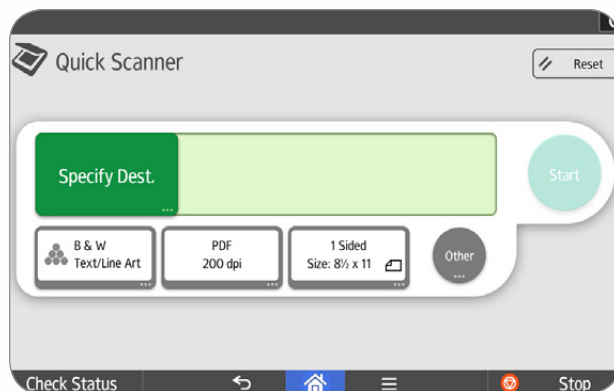 Quick Scanner
Reset
Specify Dest.
Start
B & W
Text/Line Art
PDF
200 dpi
1 Sided
Size: 8½ x 11
Other
Check Status
Stop